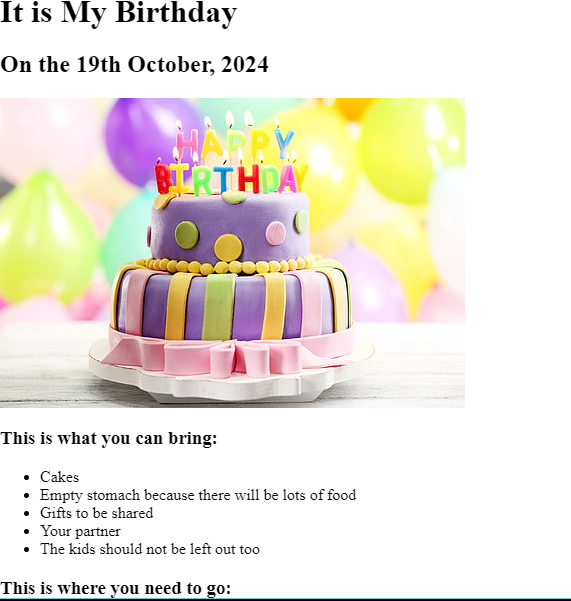 It is My Birthday
On the 19th October, 2024
HAPPY
BIRTHDAY
This is what you can bring:
Cakes
Empty stomach because there will be lots of food
Gifts to be shared
Your partner
The kids should not be left out too
This is where you need to go: